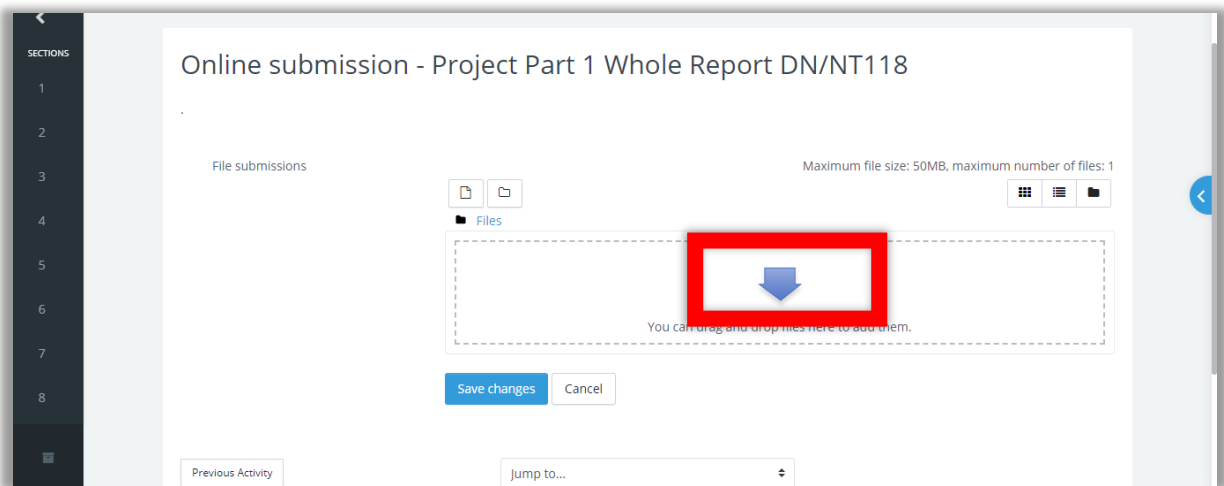 SECTIONS
1
2
3
4
5
6
7
8
Online submission - Project Part 1 Whole Report DN/NT118
.
File submissions
Maximum file size: 50MB, maximum number of files: 1
Files
You can drag and drop files here to add them.
Save changes
Cancel
Previous Activity
Jump to...